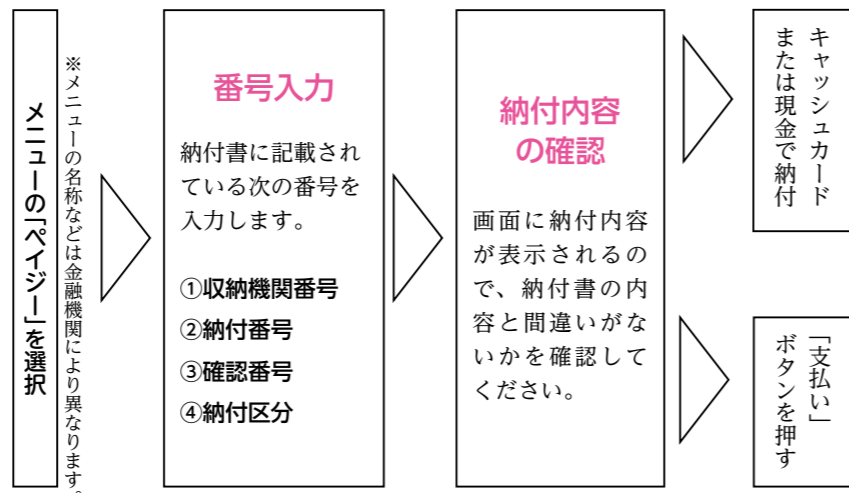 メニューの「ペイジー」を選択
※メニューの名称などは金融機関により異なります。
番号入力
納付書に記載され
ている次の番号を
入力します。
①収納機関番号
②納付番号
③確認番号
④納付区分
納付内容
の確認
画面に納付内容
が表示されるの
で、納付書の内
容と間違いがな
いかを確認して
ください。
キャッシュカード
または現金で納付
「支払い」
ボタンを押す